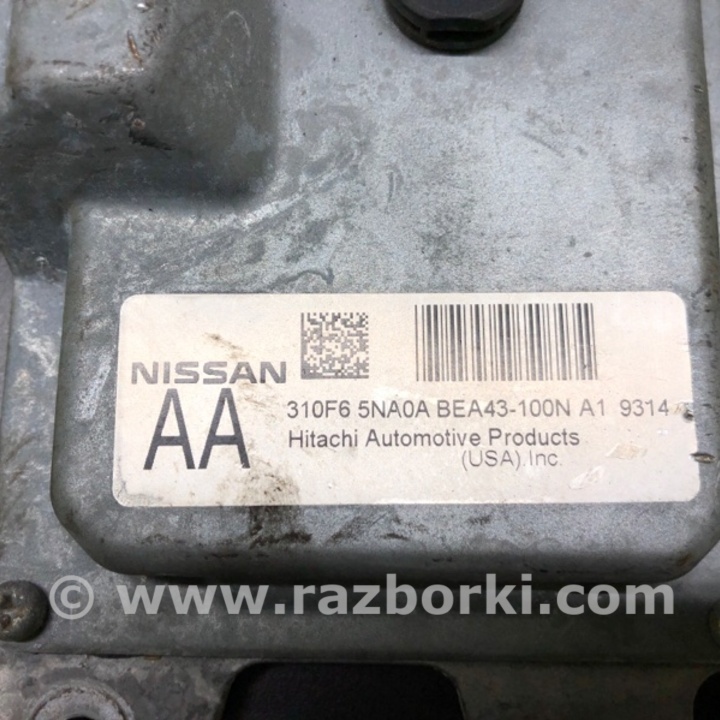 NISSAN
AA
310F6 5NA0A BEA43-100N A1 9314
Hitachi Automotive Products
(USA), Inc.
© www.razborki.com